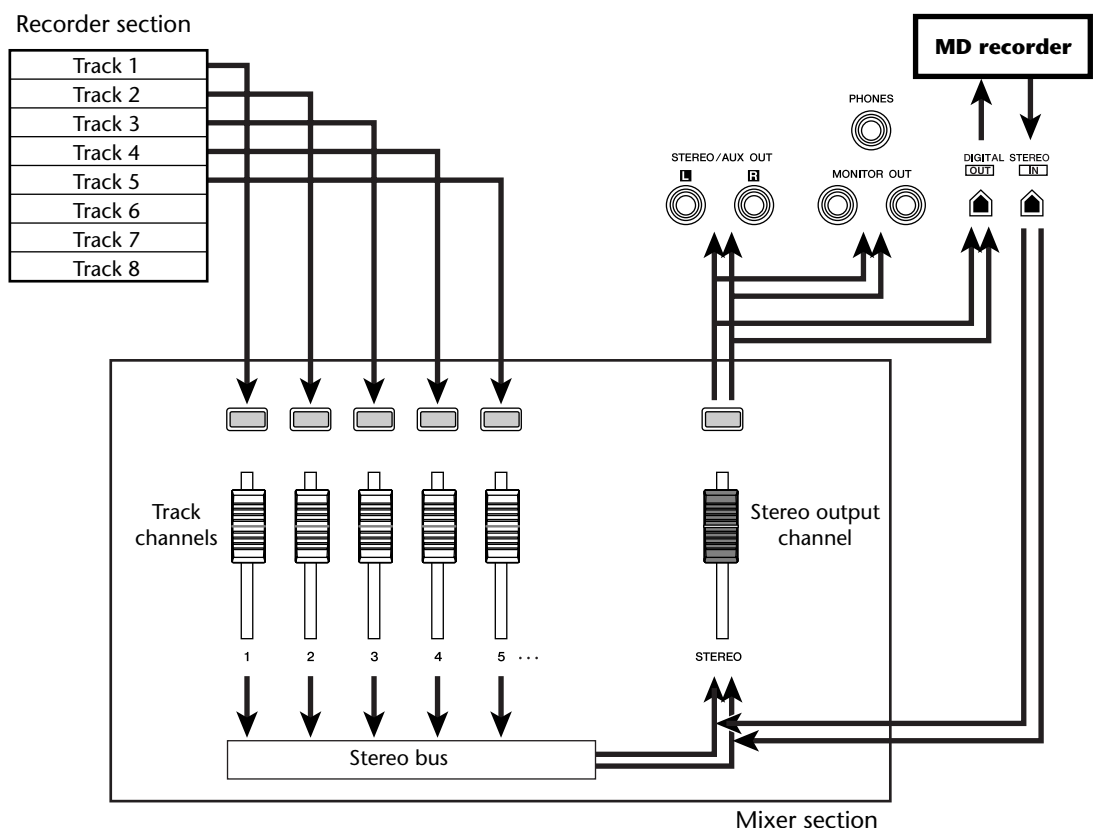 Recorder section
Track 1
Track 2
Track 3
Track 4
Track 5
Track 6
Track 7
Track 8
MD recorder
PHONES
STEREO/AUX OUT
L R
MONITOR OUT
DIGITAL STEREO
OUT IN
Track
channels
Stereo output
channel
1 2 3 4 5 ...
STEREO
Stereo bus
Mixer section